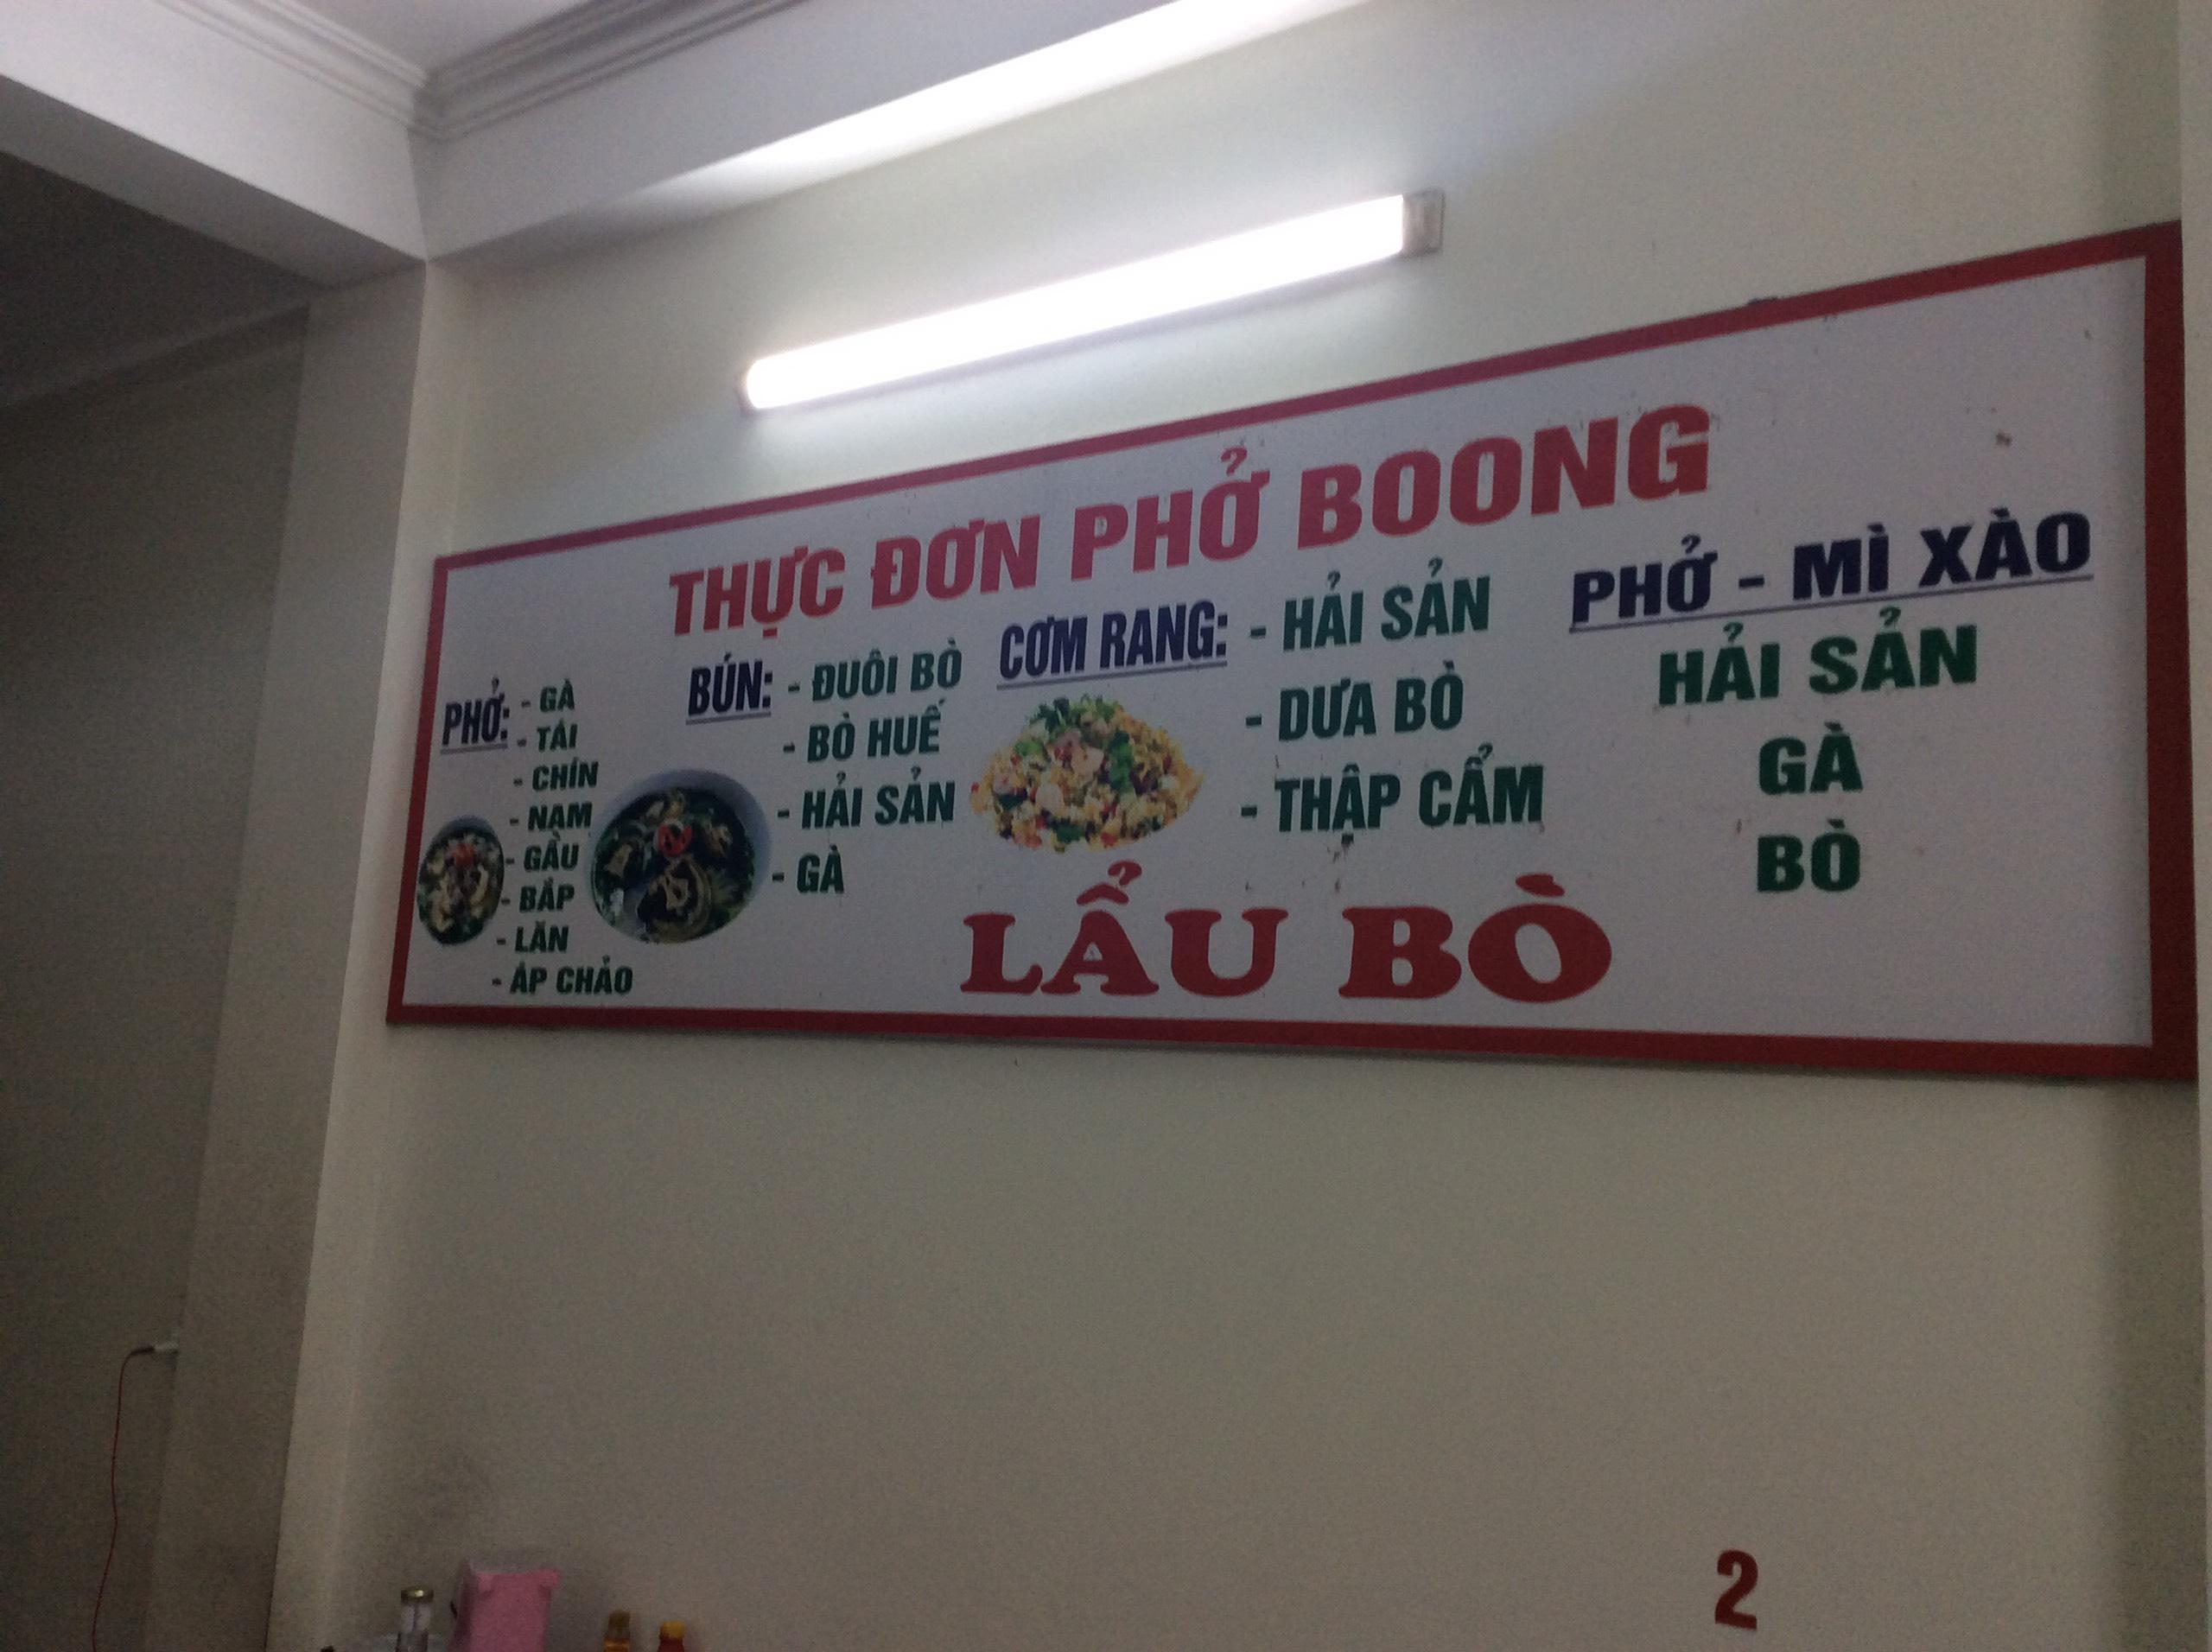 THỰC ĐƠN PHỞ BOONG
PHỞ:
- GÀ
- TÁI
- CHÍN
- NẠM
- GẦU
- BẮP
- LĂN
- ÁP CHẢO
BÚN:
- ĐUÔI BÒ
- BÒ HUẾ
- HẢI SẢN
- GÀ
CƠM RANG:
- HẢI SẢN
- DƯA BÒ
- THẬP CẨM
PHỞ - MÌ XÀO
HẢI SẢN
GÀ
BÒ
LẨU BÒ
2